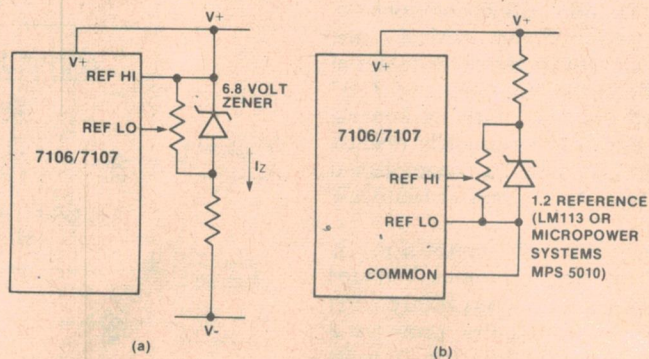 V+
V+
REF HI
6.8 VOLT
ZENER
REF LO
7106/7107
IZ
V-
(a)
V+
V+
7106/7107
REF HI
REF LO
1.2 REFERENCE
(LM113 OR
MICROPOWER
SYSTEMS
MPS 5010)
COMMON
(b)